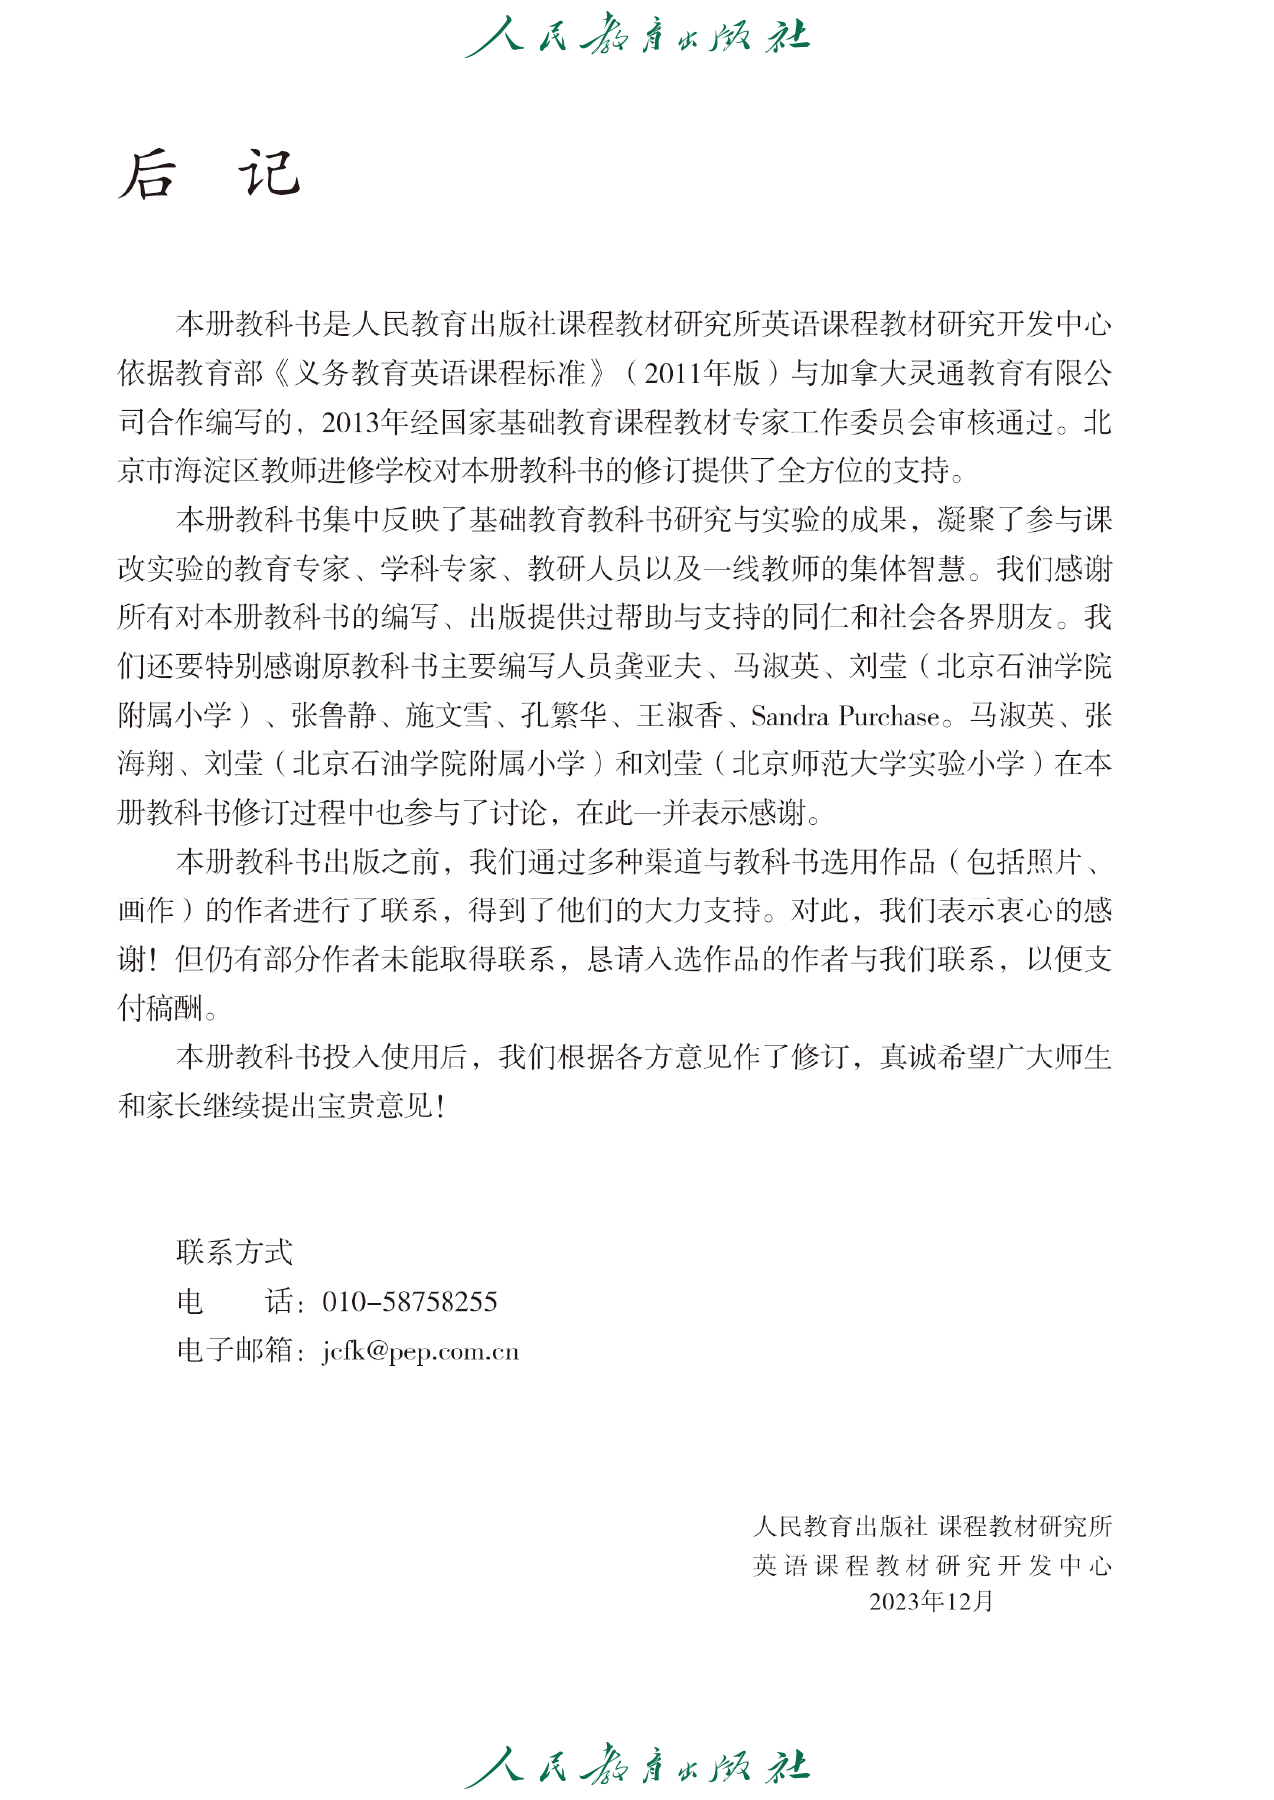 人民教育出版社
后 记
本册教科书是人民教育出版社课程教材研究所英语课程教材研究开发中心
依据教育部《义务教育英语课程标准》（2011年版）与加拿大灵通教育有限公
司合作编写的，2013年经国家基础教育课程教材专家工作委员会审核通过。北
京市海淀区教师进修学校对本册教科书的修订提供了全方位的支持。
本册教科书集中反映了基础教育教科书研究与实验的成果，凝聚了参与课
改实验的教育专家、学科专家、教研人员以及一线教师的集体智慧。我们感谢
所有对本册教科书的编写、出版提供过帮助与支持的同仁和社会各界朋友。我
们还要特别感谢原教科书主要编写人员龚亚夫、马淑英、刘莹（北京石油学院
附属小学）、张鲁静、施文雪、孔繁华、王淑香、Sandra Purchase。马淑英、张
海翔、刘莹（北京石油学院附属小学）和刘莹（北京师范大学实验小学）在本
册教科书修订过程中也参与了讨论，在此一并表示感谢。
本册教科书出版之前，我们通过多种渠道与教科书选用作品（包括照片、
画作）的作者进行了联系，得到了他们的大力支持。对此，我们表示衷心的感
谢！但仍有部分作者未能取得联系，恳请入选作品的作者与我们联系，以便支
付稿酬。
本册教科书投入使用后，我们根据各方意见作了修订，真诚希望广大师生
和家长继续提出宝贵意见！
联系方式
电　　话：010-58758255
电子邮箱：jcfk@pep.com.cn
人民教育出版社 课程教材研究所
英语课程教材研究开发中心
2023年12月
人民教育出版社